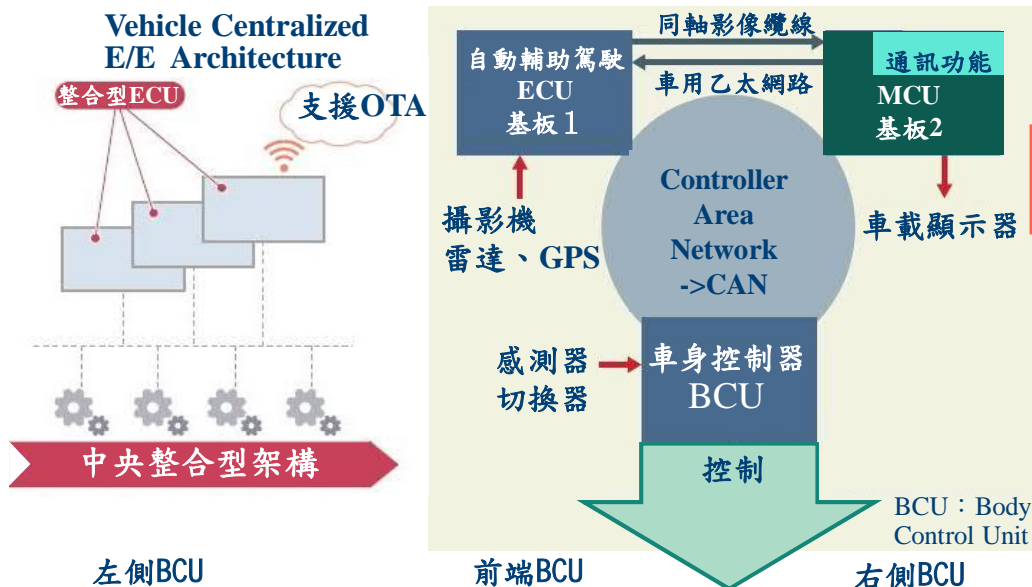 Vehicle Centralized
E/E Architecture
整合型ECU
支援OTA
中央整合型架構
左側BCU
同軸影像纜線
自動輔助駕駛
ECU
基板1
車用乙太網路
通訊功能
MCU
基板2
攝影機
雷達、GPS
Controller
Area
Network
->CAN
車載顯示器
感測器
切換器
車身控制器
BCU
控制
BCU：Body
Control Unit
前端BCU
右側BCU